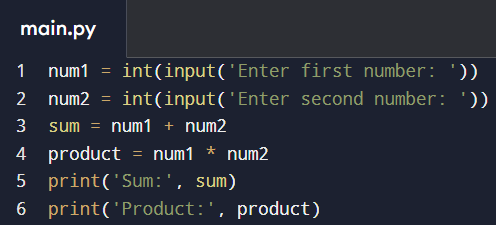 main.py
1 num1 = int(input('Enter first number: '))
2 num2 = int(input('Enter second number: '))
3 sum = num1 + num2
4 product = num1 * num2
5 print('Sum:', sum)
6 print('Product:', product)